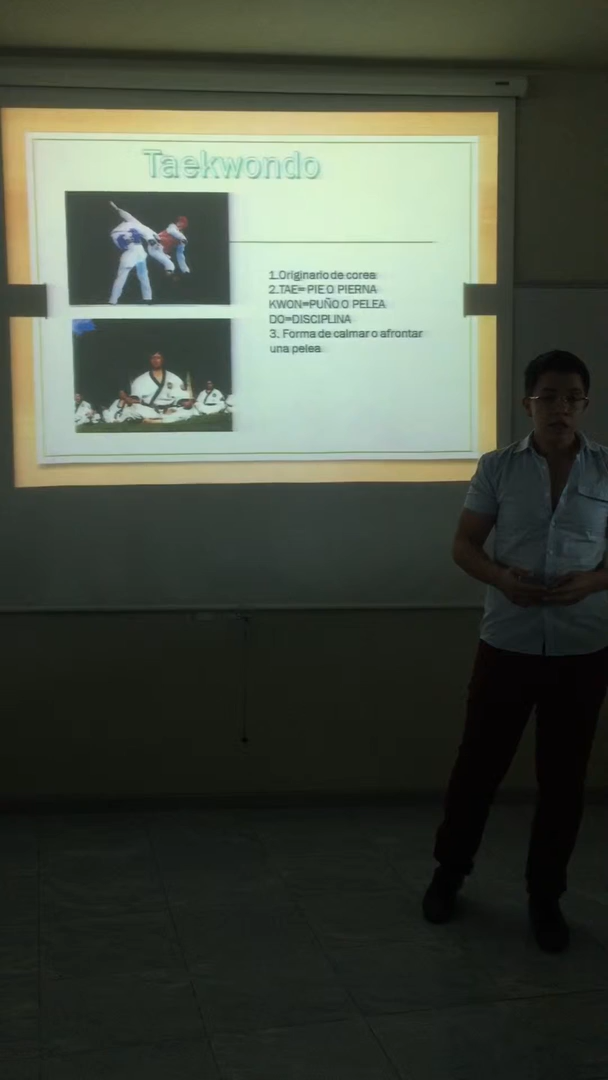 Taekwondo
1.Originario de corea
2.TAE= PIE O PIERNA
KWON=PUÑO O PELEA
DO=DISCIPLINA
3. Forma de calmar o afrontar
una pelea